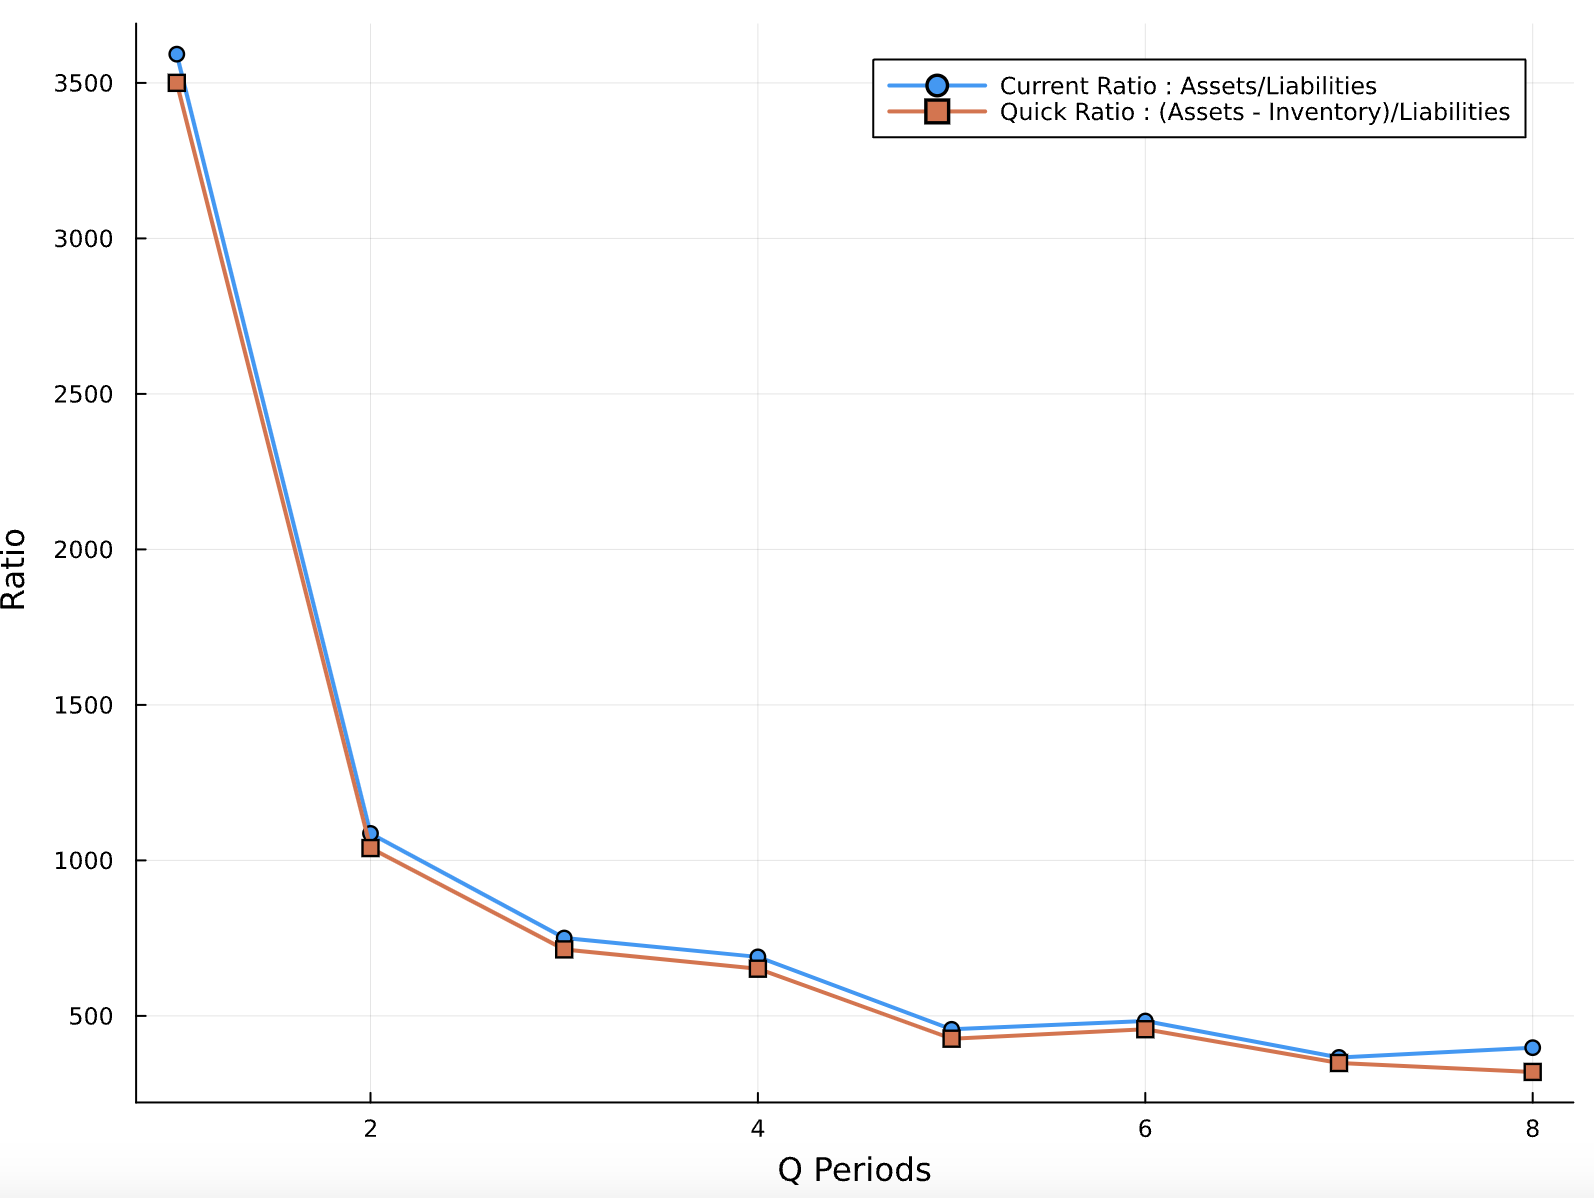 Current Ratio : Assets/Liabilities
Quick Ratio : (Assets - Inventory)/Liabilities
3500
3000
2500
2000
1500
1000
500
Ratio
2 4 6 8
Q Periods